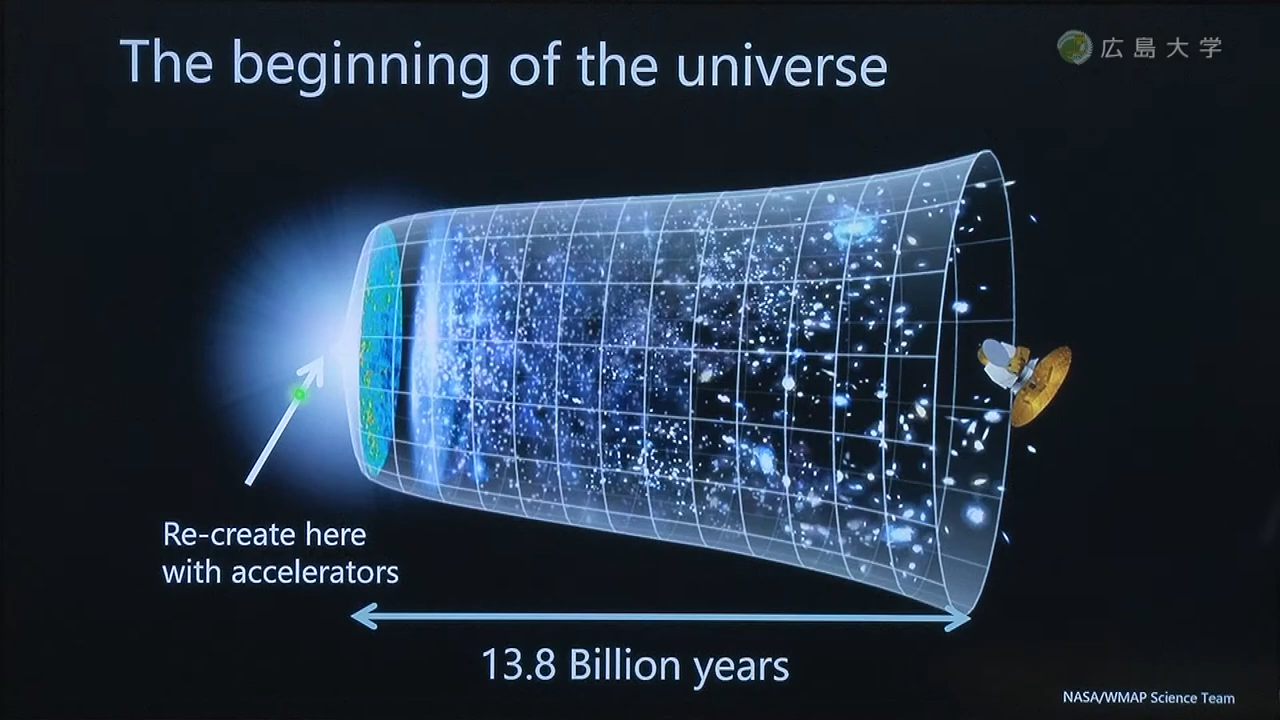 The beginning of the universe
広島大学
Re-create here
with accelerators
13.8 Billion years
NASA/WMAP Science Team